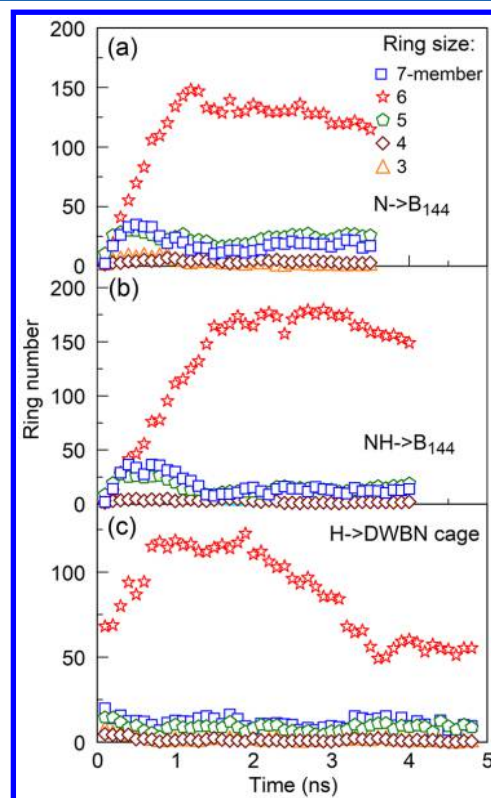 (a)
Ring size:
7-member
6
5
4
3
N->B144
200
150
100
50
0
(b)
NH->B144
150
100
50
0
Ring number
(c)
H->DWBN cage
100
50
0
0 1 2 3 4 5
Time (ns)